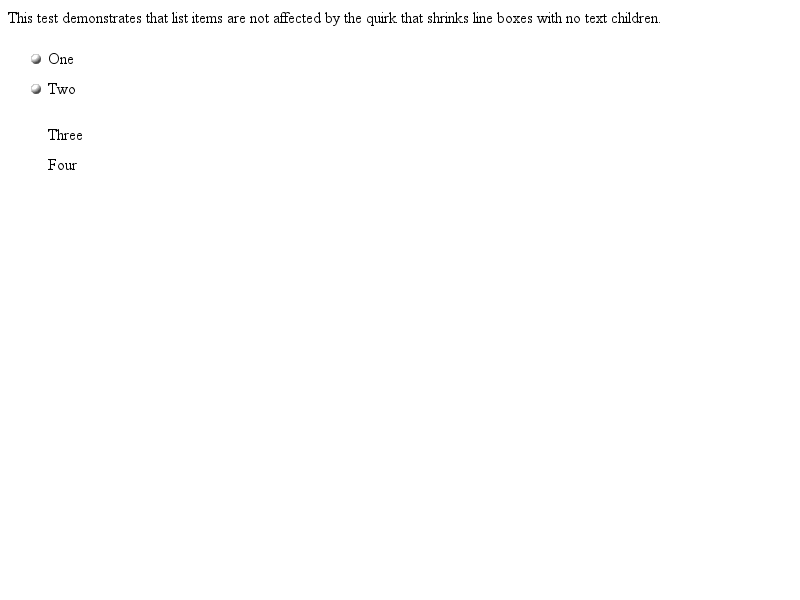 This test demonstrates that list items are not affected by the quirk that shrinks line boxes with no text children.
One
Two
Three
Four